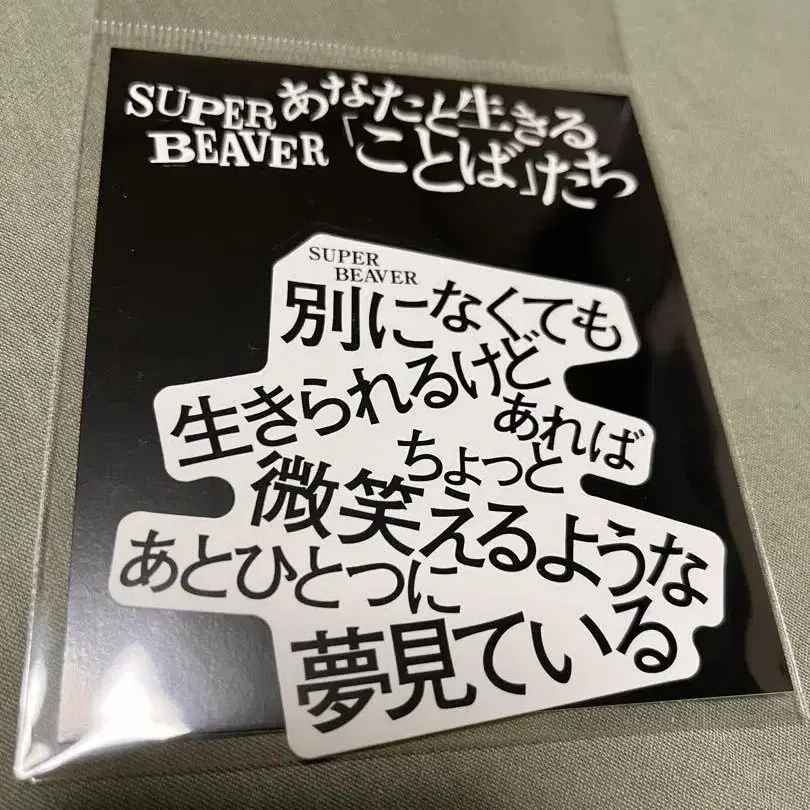 SUPER
BEAVER
あなたと生きる
「ことば」たち
SUPER
BEAVER
別になくても
生きられるけど
あれば
ちょっと
微笑えるような
あとひとつに
夢見ている